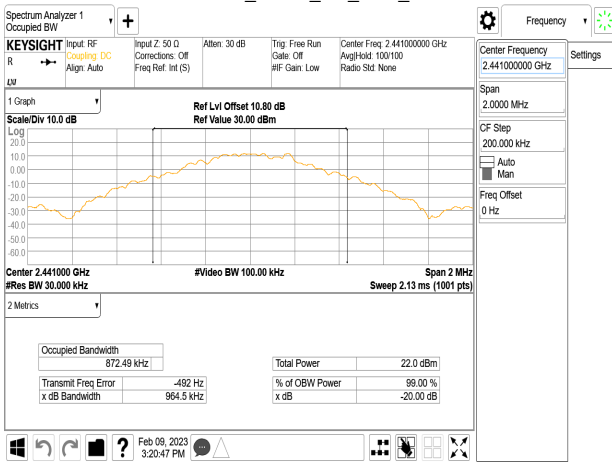 Spectrum Analyzer 1
Occupied BW
+
Frequency
KEYSIGHT
R
LXI
Input: RF
Coupling: DC
Align: Auto
Input Z: 50 Ω
Corrections: Off
Freq Ref: Int (S)
Atten: 30 dB
Trig: Free Run
Gate: Off
#IF Gain: Low
Center Freq: 2.441000000 GHz
Avg|Hold: 100/100
Radio Std: None
Center Frequency
2.441000000 GHz
Settings
Span
2.0000 MHz
CF Step
200.000 kHz
Auto
Man
Freq Offset
0 Hz
1 Graph
Scale/Div 10.0 dB
Ref Lvl Offset 10.80 dB
Ref Value 30.00 dBm
Log
20.0
10.0
0.00
-10.0
-20.0
-30.0
-40.0
-50.0
-60.0
Center 2.441000 GHz
#Video BW 100.00 kHz
Span 2 MHz
#Res BW 30.000 kHz
Sweep 2.13 ms (1001 pts)
2 Metrics
Occupied Bandwidth
872.49 kHz
Total Power 22.0 dBm
Transmit Freq Error -492 Hz
% of OBW Power 99.00 %
x dB Bandwidth 964.5 kHz
x dB -20.00 dB
?
Feb 09, 2023
3:20:47 PM